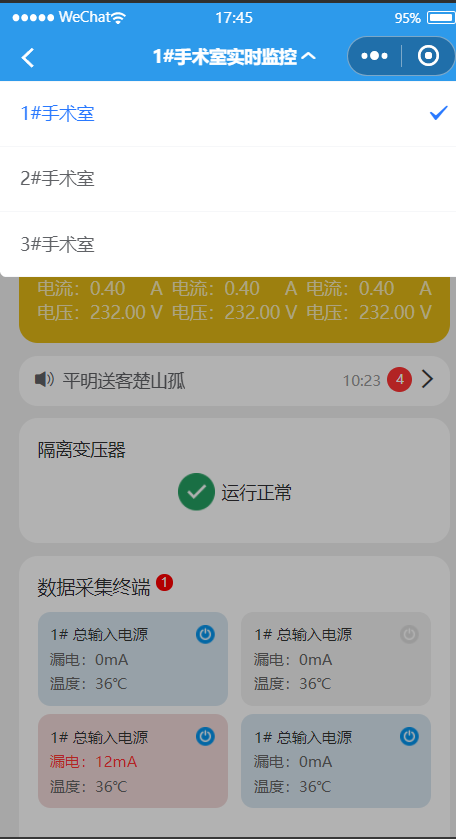 WeChat 17:45 95%
1#手术室实时监控
1#手术室
2#手术室
3#手术室
电流：0.40 A 电流：0.40 A 电流：0.40 A
电压：232.00 V 电压：232.00 V 电压：232.00 V
平明送客楚山孤 10:23 4
隔离变压器
运行正常
数据采集终端 1
1# 总输入电源 1# 总输入电源
漏电：0mA 漏电：0mA
温度：36℃ 温度：36℃
1# 总输入电源 1# 总输入电源
漏电：12mA 漏电：0mA
温度：36℃ 温度：36℃